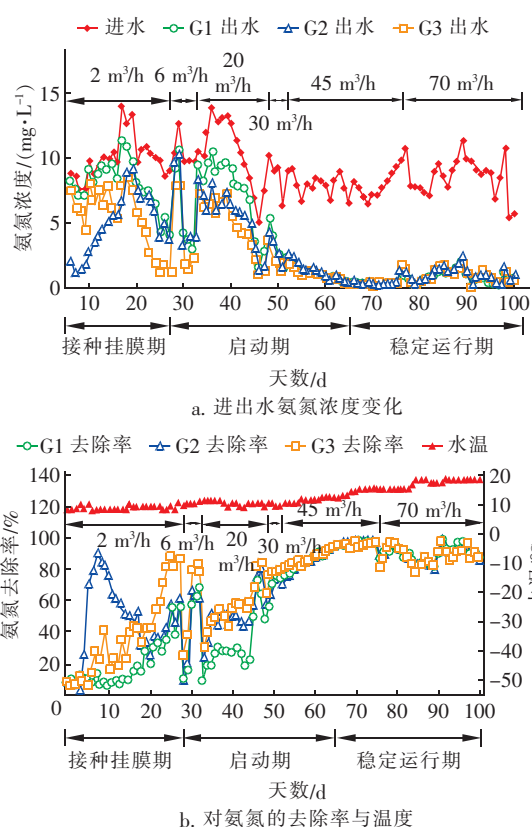 进水 G1 出水 G2 出水 G3 出水
2 m³/h 6 m³/h 20 m³/h 30 m³/h 45 m³/h 70 m³/h
氨氮浓度/(mg·L⁻¹)
15
10
5
0
10 20 30 40 50 60 70 80 90 100
接种挂膜期 启动期 稳定运行期
天数/d
a. 进出水氨氮浓度变化
G1 去除率 G2 去除率 G3 去除率 水温
140 20
120 10
100 0
80 -10
60 -20
40 -30
20 -40
-50
2 m³/h 6 m³/h 20 m³/h 30 m³/h 45 m³/h 70 m³/h
氨氮去除率/%
0 10 20 30 40 50 60 70 80 90 100
接种挂膜期 启动期 稳定运行期
天数/d
b. 对氨氮的去除率与温度